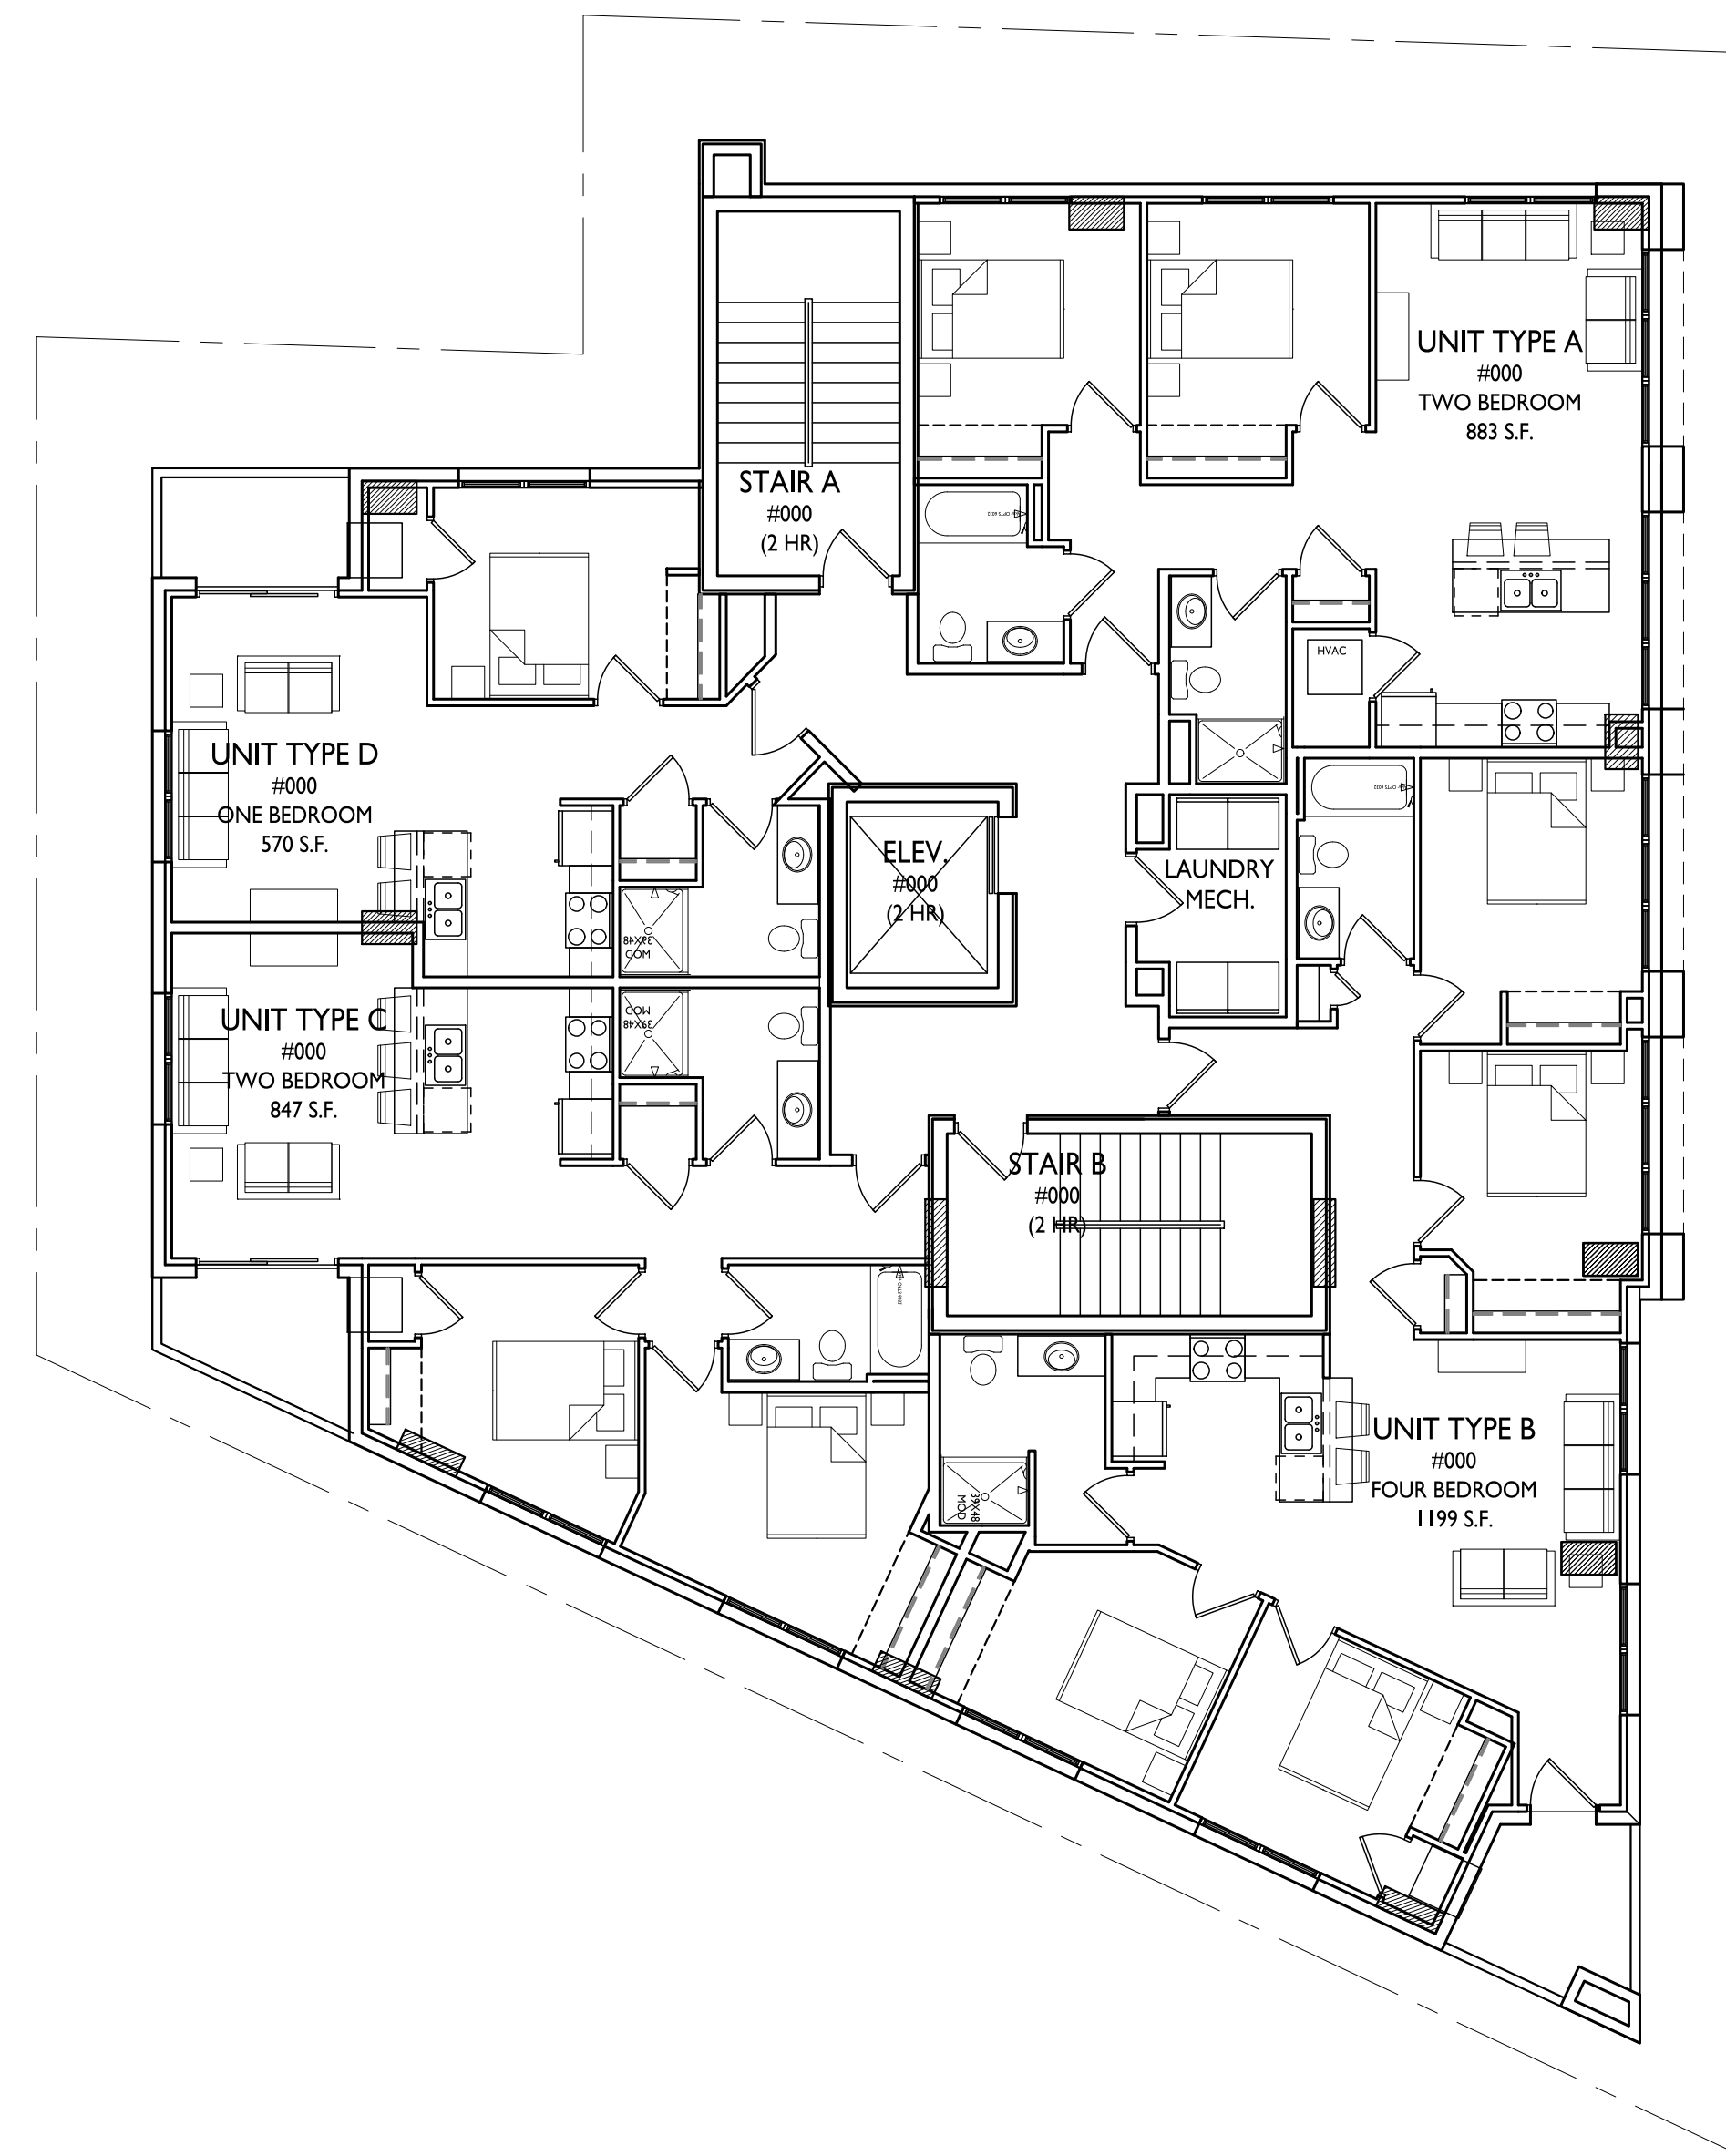 UNIT TYPE A
#000
TWO BEDROOM
883 S.F.
STAIR A
#000
(2 HR)
HVAC
UNIT TYPE D
#000
ONE BEDROOM
570 S.F.
ELEV.
#000
(2 HR)
LAUNDRY
MECH.
39X48
MOD
UNIT TYPE C
#000
TWO BEDROOM
847 S.F.
MOD
39X48
STAIR B
#000
(2 HR)
UNIT TYPE B
#000
FOUR BEDROOM
1199 S.F.
39X48
MOD